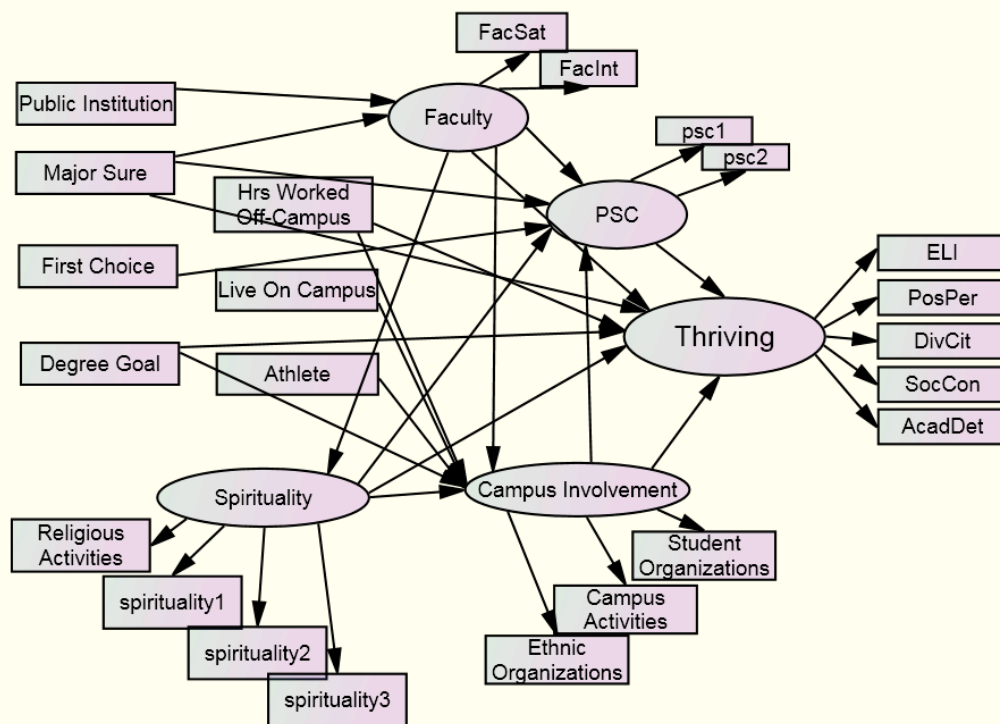 FacSat
FacInt
Public Institution
Faculty
psc1
psc2
Major Sure
Hrs Worked
Off-Campus
PSC
First Choice
ELI
Live On Campus
PosPer
Thriving
DivCit
Degree Goal
Athlete
SocCon
AcadDet
Spirituality
Campus Involvement
Religious
Activities
Student
Organizations
spirituality1
Campus
Activities
spirituality2
Ethnic
Organizations
spirituality3